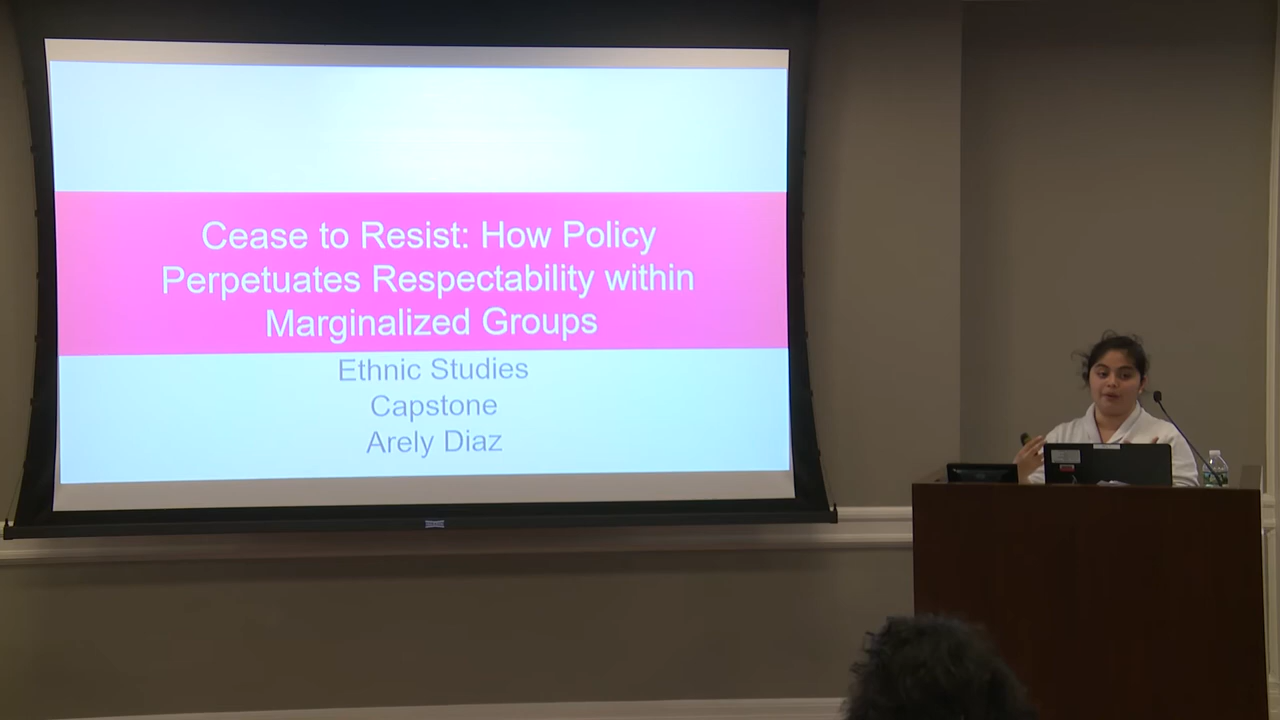 Cease to Resist: How Policy
Perpetuates Respectability within
Marginalized Groups
Ethnic Studies
Capstone
Arely Diaz